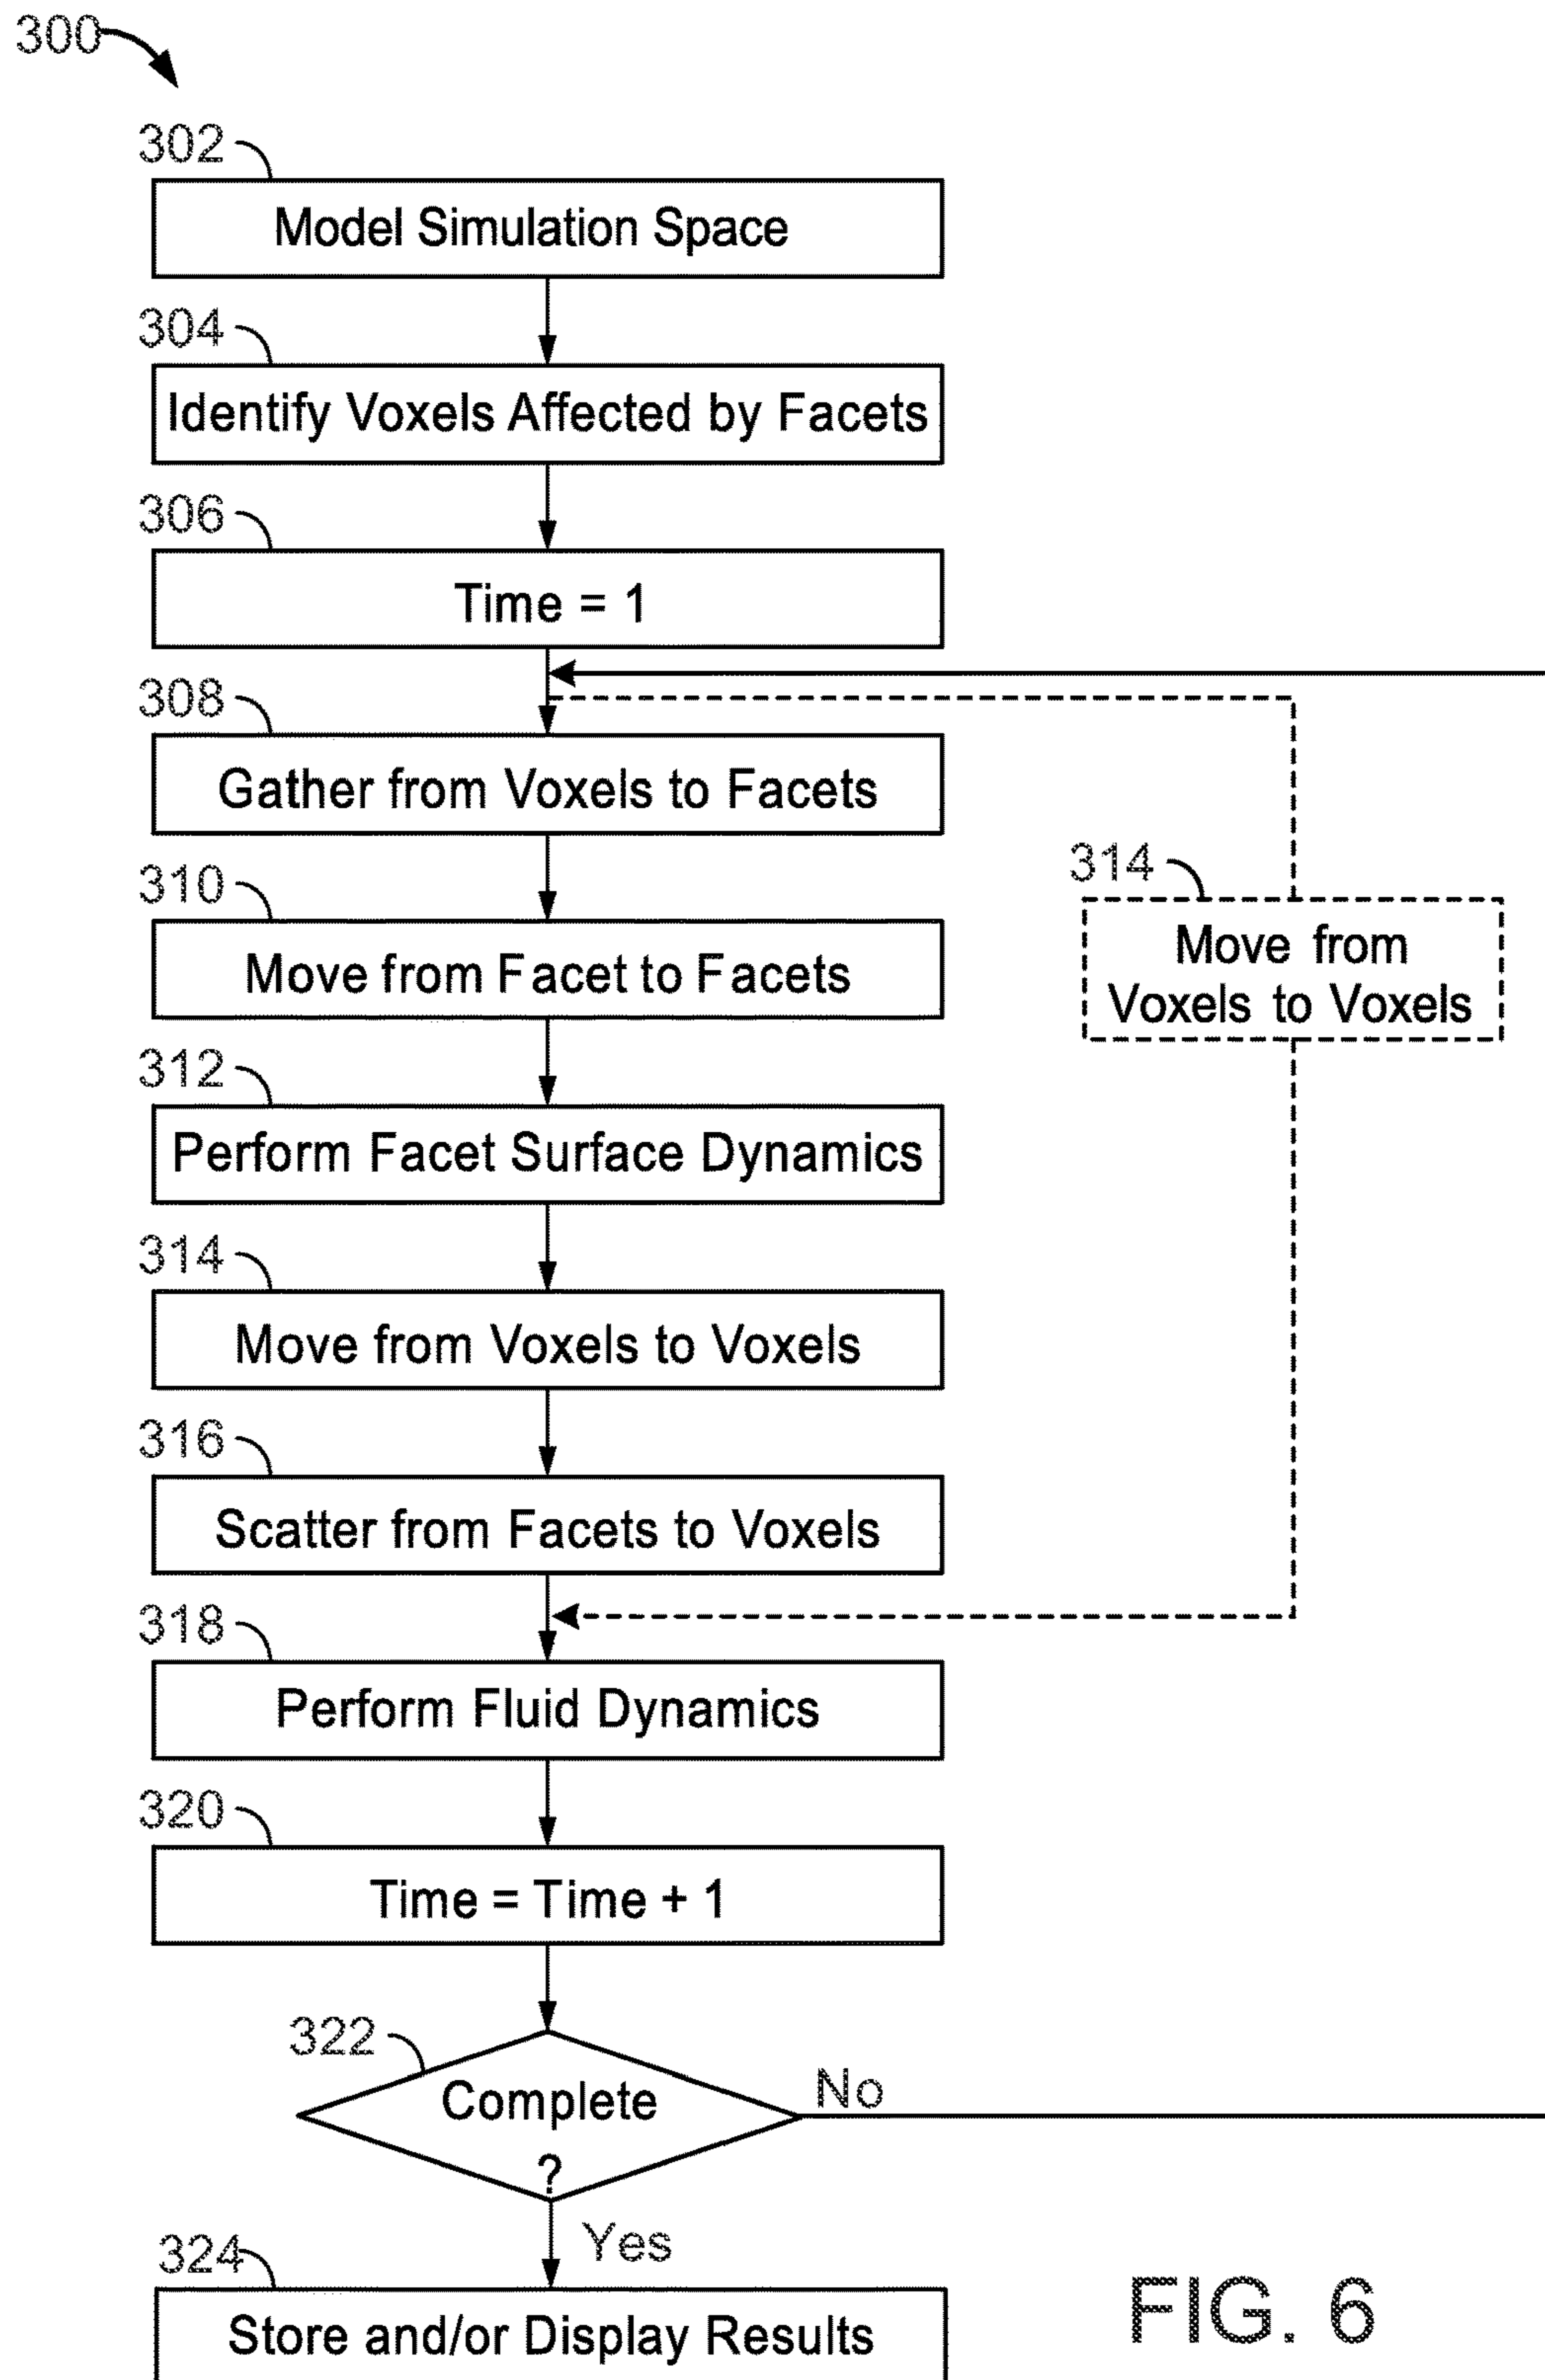 300
302
Model Simulation Space
304
Identify Voxels Affected by Facets
306
Time = 1
308
Gather from Voxels to Facets
310
Move from Facet to Facets
314
Move from
Voxels to Voxels
312
Perform Facet Surface Dynamics
314
Move from Voxels to Voxels
316
Scatter from Facets to Voxels
318
Perform Fluid Dynamics
320
Time = Time + 1
322
Complete
?
No
Yes
324
Store and/or Display Results
FIG. 6